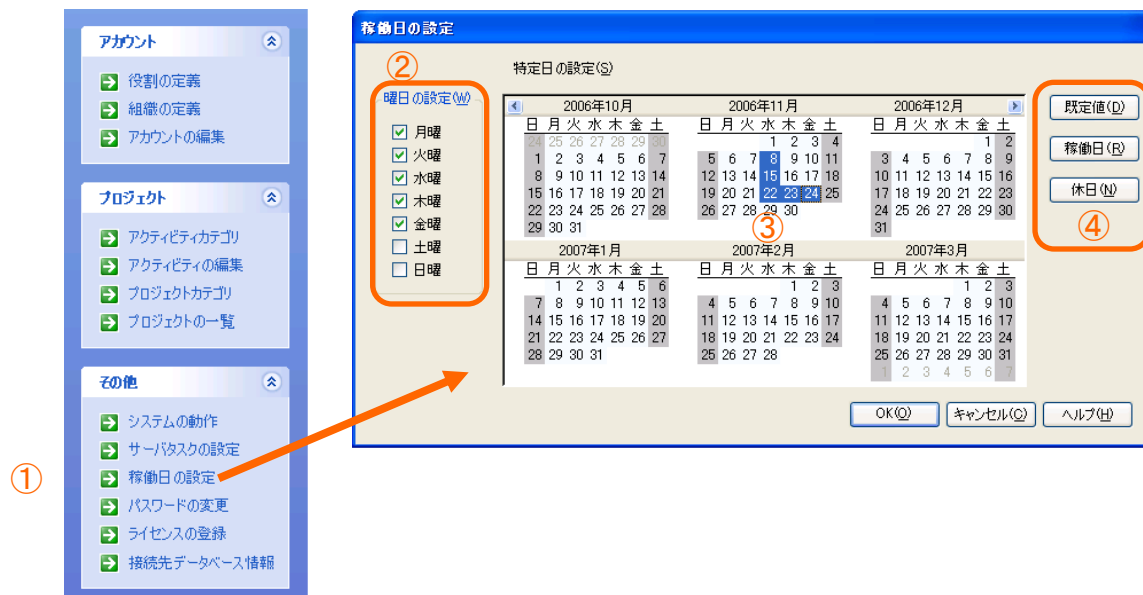 アカウント
役割の定義
組織の定義
アカウントの編集
プロジェクト
アクティビティカテゴリ
アクティビティの編集
プロジェクトカテゴリ
プロジェクトの一覧
その他
システムの動作
サーバタスクの設定
①
稼働日の設定
パスワードの変更
ライセンスの登録
接続先データベース情報
稼働日の設定
②
曜日の設定(W)
月曜
火曜
水曜
木曜
金曜
土曜
日曜
特定日の設定(S)
2006年10月
日 月 火 水 木 金 土
24 25 26 27 28 29 30
1 2 3 4 5 6 7
8 9 10 11 12 13 14
15 16 17 18 19 20 21
22 23 24 25 26 27 28
29 30 31
2006年11月
日 月 火 水 木 金 土
1 2 3 4
5 6 7 8 9 10 11
12 13 14 15 16 17 18
19 20 21 22 23 24 25
26 27 28 29 30
③
2006年12月
日 月 火 水 木 金 土
1 2
3 4 5 6 7 8 9
10 11 12 13 14 15 16
17 18 19 20 21 22 23
24 25 26 27 28 29 30
31
2007年1月
日 月 火 水 木 金 土
1 2 3 4 5 6
7 8 9 10 11 12 13
14 15 16 17 18 19 20
21 22 23 24 25 26 27
28 29 30 31
2007年2月
日 月 火 水 木 金 土
1 2 3
4 5 6 7 8 9 10
11 12 13 14 15 16 17
18 19 20 21 22 23 24
25 26 27 28
2007年3月
日 月 火 水 木 金 土
1 2 3
4 5 6 7 8 9 10
11 12 13 14 15 16 17
18 19 20 21 22 23 24
25 26 27 28 29 30 31
1 2 3 4 5 6 7
既定値(D)
稼働日(R)
休日(N)
④
OK(O)
キャンセル(C)
ヘルプ(H)